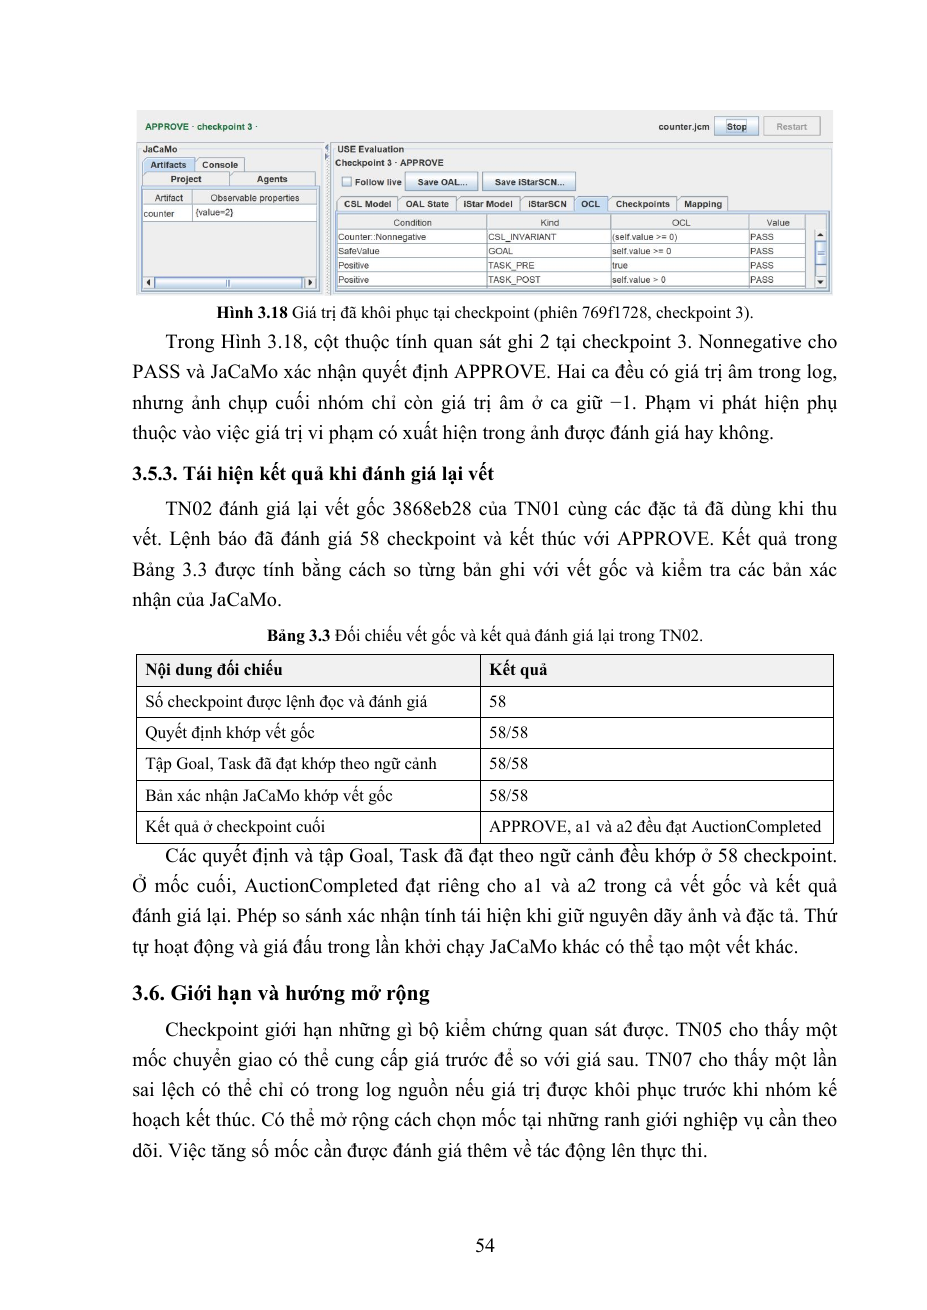 APPROVE · checkpoint 3 ·
counter.jcm Stop Restart
JaCaMo
Artifacts Console
Project Agents
Artifact Observable properties
counter {value=2}
USE Evaluation
Checkpoint 3 · APPROVE
Follow live Save OAL... Save iStarSCN...
CSL Model OAL State iStar Model iStarSCN OCL Checkpoints Mapping
Condition Kind OCL Value
Counter::Nonnegative CSL_INVARIANT (self.value >= 0) PASS
SafeValue GOAL self.value >= 0 PASS
Positive TASK_PRE true PASS
Positive TASK_POST self.value > 0 PASS
Hình 3.18 Giá trị đã khôi phục tại checkpoint (phiên 769f1728, checkpoint 3).
Trong Hình 3.18, cột thuộc tính quan sát ghi 2 tại checkpoint 3. Nonnegative cho
PASS và JaCaMo xác nhận quyết định APPROVE. Hai ca đều có giá trị âm trong log,
nhưng ảnh chụp cuối nhóm chỉ còn giá trị âm ở ca giữ −1. Phạm vi phát hiện phụ
thuộc vào việc giá trị vi phạm có xuất hiện trong ảnh được đánh giá hay không.
3.5.3. Tái hiện kết quả khi đánh giá lại vết
TN02 đánh giá lại vết gốc 3868eb28 của TN01 cùng các đặc tả đã dùng khi thu
vết. Lệnh báo đã đánh giá 58 checkpoint và kết thúc với APPROVE. Kết quả trong
Bảng 3.3 được tính bằng cách so từng bản ghi với vết gốc và kiểm tra các bản xác
nhận của JaCaMo.
Bảng 3.3 Đối chiếu vết gốc và kết quả đánh giá lại trong TN02.
Nội dung đối chiếu Kết quả
Số checkpoint được lệnh đọc và đánh giá 58
Quyết định khớp vết gốc 58/58
Tập Goal, Task đã đạt khớp theo ngữ cảnh 58/58
Bản xác nhận JaCaMo khớp vết gốc 58/58
Kết quả ở checkpoint cuối APPROVE, a1 và a2 đều đạt AuctionCompleted
Các quyết định và tập Goal, Task đã đạt theo ngữ cảnh đều khớp ở 58 checkpoint.
Ở mốc cuối, AuctionCompleted đạt riêng cho a1 và a2 trong cả vết gốc và kết quả
đánh giá lại. Phép so sánh xác nhận tính tái hiện khi giữ nguyên dãy ảnh và đặc tả. Thứ
tự hoạt động và giá đấu trong lần khởi chạy JaCaMo khác có thể tạo một vết khác.
3.6. Giới hạn và hướng mở rộng
Checkpoint giới hạn những gì bộ kiểm chứng quan sát được. TN05 cho thấy một
mốc chuyển giao có thể cung cấp giá trước để so với giá sau. TN07 cho thấy một lần
sai lệch có thể chỉ có trong log nguồn nếu giá trị được khôi phục trước khi nhóm kế
hoạch kết thúc. Có thể mở rộng cách chọn mốc tại những ranh giới nghiệp vụ cần theo
dõi. Việc tăng số mốc cần được đánh giá thêm về tác động lên thực thi.
54